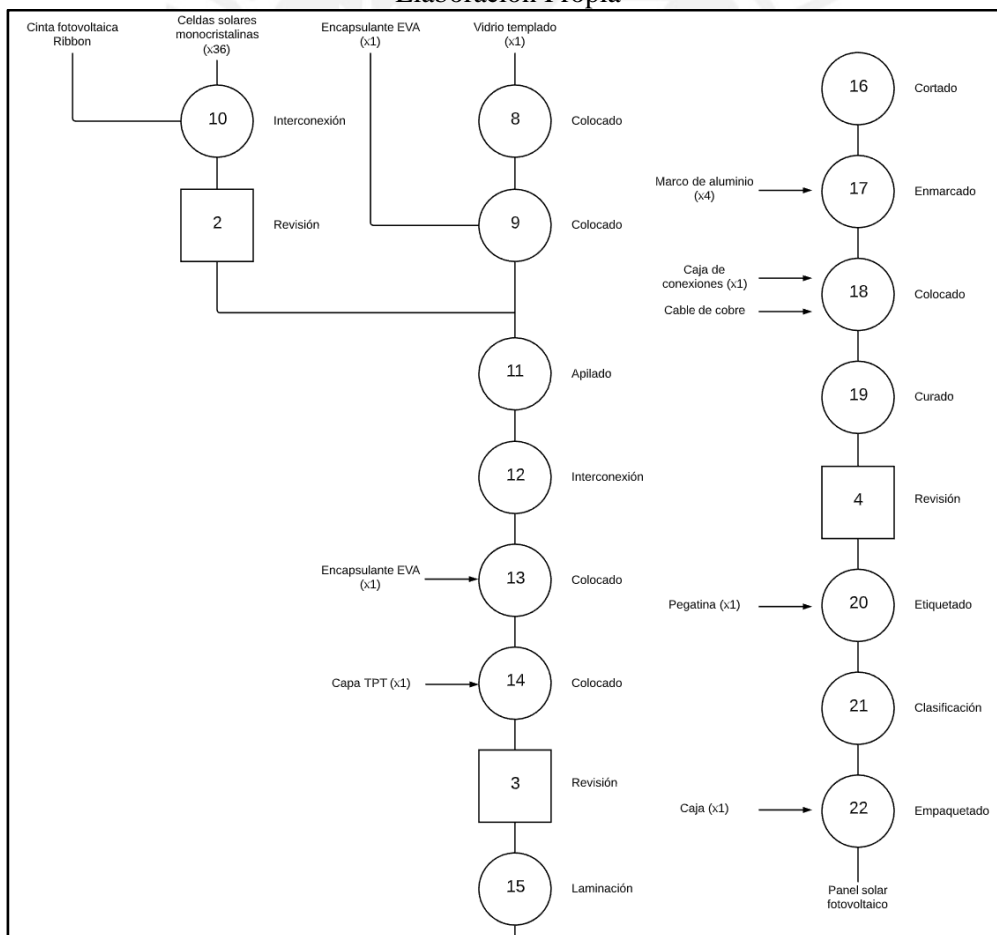 Elaboración Propia
Cinta fotovoltaica
Ribbon
Celdas solares
monocristalinas
(x36)
Encapsulante EVA
(x1)
Vidrio templado
(x1)
10
Interconexión
8
Colocado
2
Revisión
9
Colocado
11
Apilado
12
Interconexión
Encapsulante EVA
(x1)
13
Colocado
Capa TPT (x1)
14
Colocado
3
Revisión
15
Laminación
16
Cortado
Marco de aluminio
(x4)
17
Enmarcado
Caja de
conexiones (x1)
Cable de cobre
18
Colocado
19
Curado
4
Revisión
Pegatina (x1)
20
Etiquetado
21
Clasificación
Caja (x1)
22
Empaquetado
Panel solar
fotovoltaico